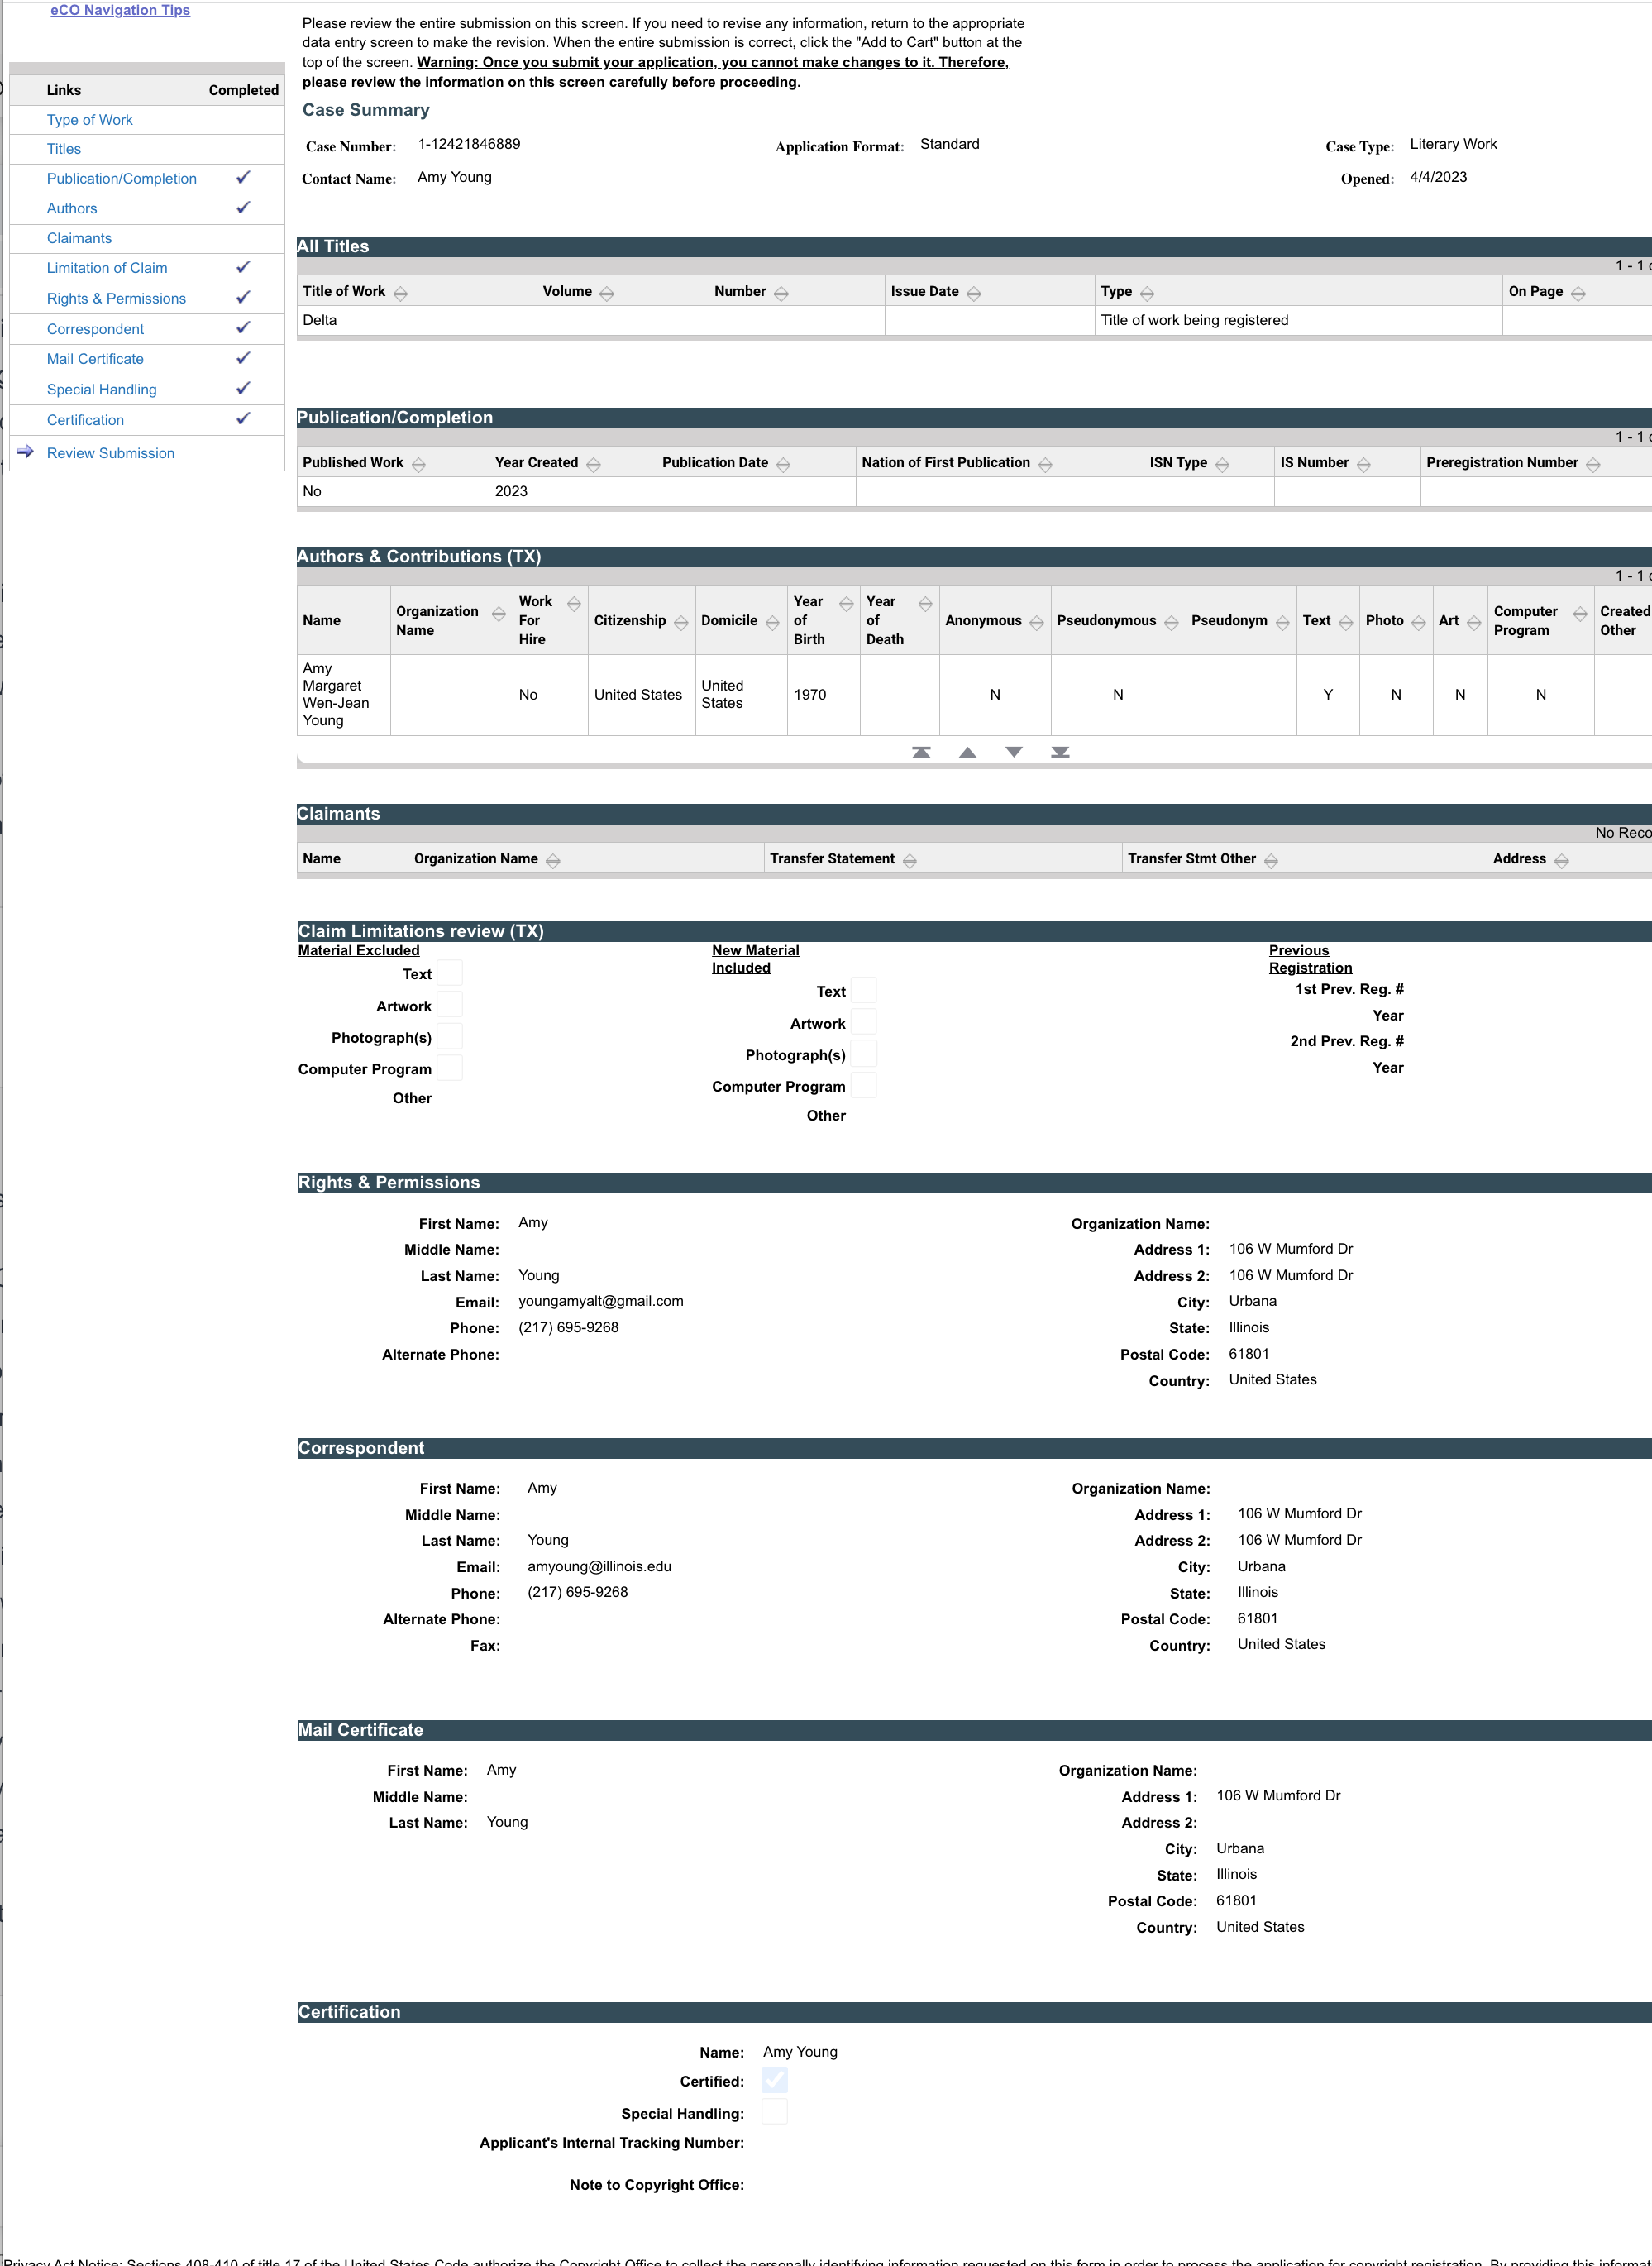 eCO Navigation Tips
Links Completed
Type of Work
Titles
Publication/Completion
Authors
Claimants
Limitation of Claim
Rights & Permissions
Correspondent
Mail Certificate
Special Handling
Certification
Review Submission
Please review the entire submission on this screen. If you need to revise any information, return to the appropriate
data entry screen to make the revision. When the entire submission is correct, click the "Add to Cart" button at the
top of the screen. Warning: Once you submit your application, you cannot make changes to it. Therefore,
please review the information on this screen carefully before proceeding.
Case Summary
Case Number: 1-12421846889 Application Format: Standard Case Type: Literary Work
Contact Name: Amy Young Opened: 4/4/2023
All Titles
1 - 1
Title of Work Volume Number Issue Date Type On Page
Delta Title of work being registered
Publication/Completion
1 - 1
Published Work Year Created Publication Date Nation of First Publication ISN Type IS Number Preregistration Number
No 2023
Authors & Contributions (TX)
1 - 1
Name Organization Name Work For Hire Citizenship Domicile Year of Birth Year of Death Anonymous Pseudonymous Pseudonym Text Photo Art Computer Program Created Other
Amy Margaret Wen-Jean Young No United States United States 1970 N N Y N N N
Claimants
No Reco
Name Organization Name Transfer Statement Transfer Stmt Other Address
Claim Limitations review (TX)
Material Excluded
Text
Artwork
Photograph(s)
Computer Program
Other
New Material
Included
Text
Artwork
Photograph(s)
Computer Program
Other
Previous
Registration
1st Prev. Reg. #
Year
2nd Prev. Reg. #
Year
Rights & Permissions
First Name: Amy Organization Name:
Middle Name: Address 1: 106 W Mumford Dr
Last Name: Young Address 2: 106 W Mumford Dr
Email: youngamyalt@gmail.com City: Urbana
Phone: (217) 695-9268 State: Illinois
Alternate Phone: Postal Code: 61801
Country: United States
Correspondent
First Name: Amy Organization Name:
Middle Name: Address 1: 106 W Mumford Dr
Last Name: Young Address 2: 106 W Mumford Dr
Email: amyoung@illinois.edu City: Urbana
Phone: (217) 695-9268 State: Illinois
Alternate Phone: Postal Code: 61801
Fax: Country: United States
Mail Certificate
First Name: Amy Organization Name:
Middle Name: Address 1: 106 W Mumford Dr
Last Name: Young Address 2:
City: Urbana
State: Illinois
Postal Code: 61801
Country: United States
Certification
Name: Amy Young
Certified:
Special Handling:
Applicant's Internal Tracking Number:
Note to Copyright Office:
Privacy Act Notice: Sections 408-410 of title 17 of the United States Code authorize the Copyright Office to collect the personally identifying information requested on this form in order to process the application for copyright registration. By providing this